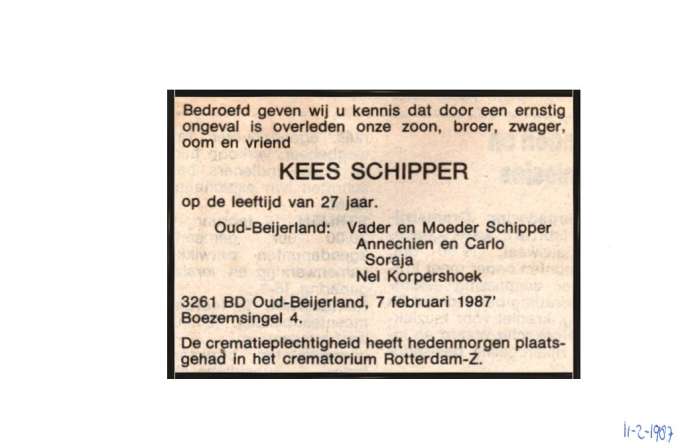 Bedroefd geven wij u kennis dat door een ernstig
ongeval is overleden onze zoon, broer, zwager,
oom en vriend
KEES SCHIPPER
op de leeftijd van 27 jaar.
Oud-Beijerland: Vader en Moeder Schipper
Annechien en Carlo
Soraja
Nel Korpershoek
3261 BD Oud-Beijerland, 7 februari 1987'
Boezemsingel 4.
De crematieplechtigheid heeft hedenmorgen plaats-
gehad in het crematorium Rotterdam-Z.
11-2-1987